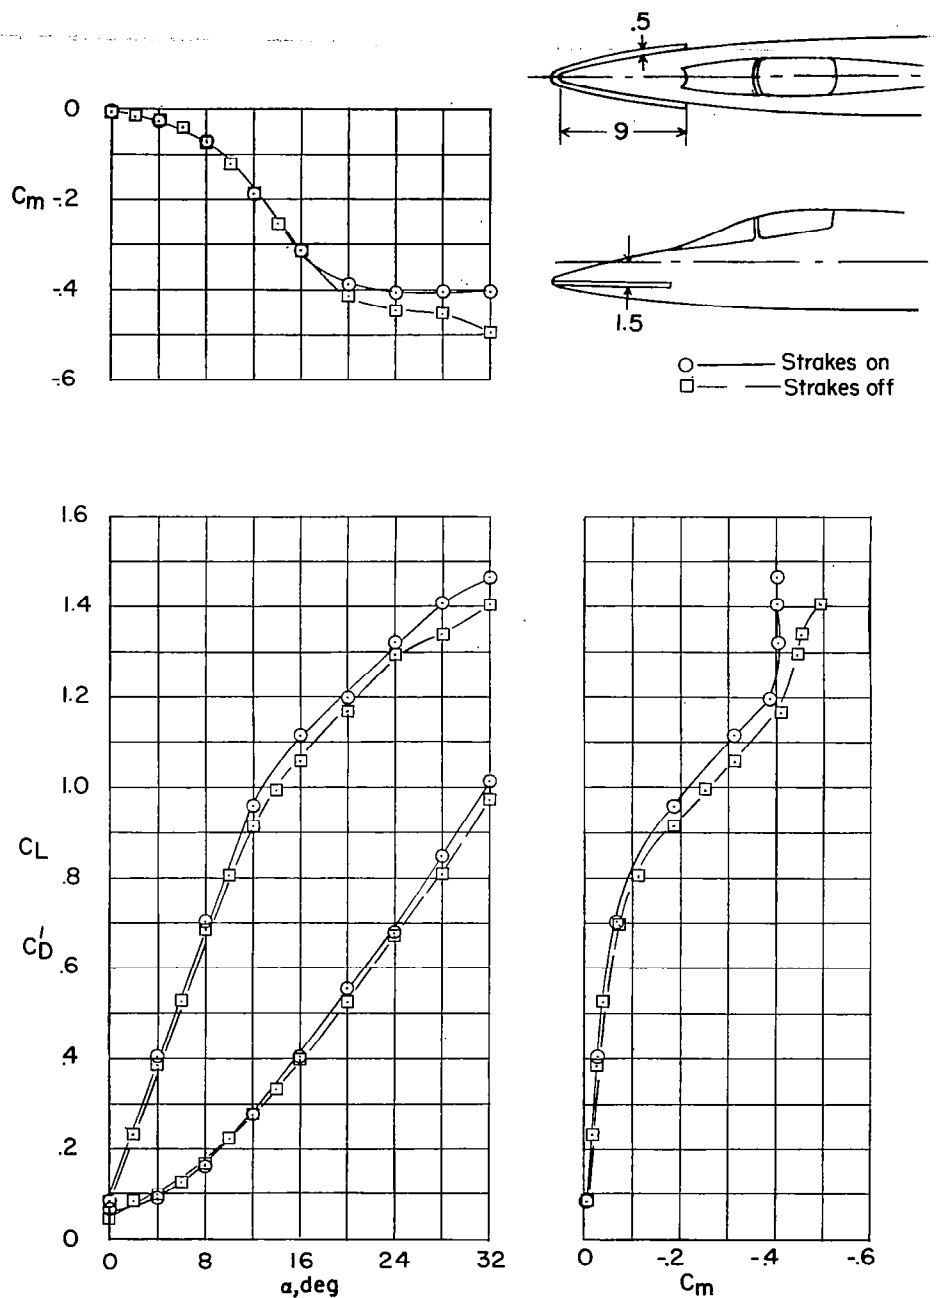 .5
9
1.5
Strakes on
Strakes off
0
Cm -.2
-.4
-.6
1.6
1.4
1.2
1.0
CL
.8
C'D
.6
.4
.2
0
0 8 16 24 32
α,deg
0 -.2 -.4 -.6
Cm